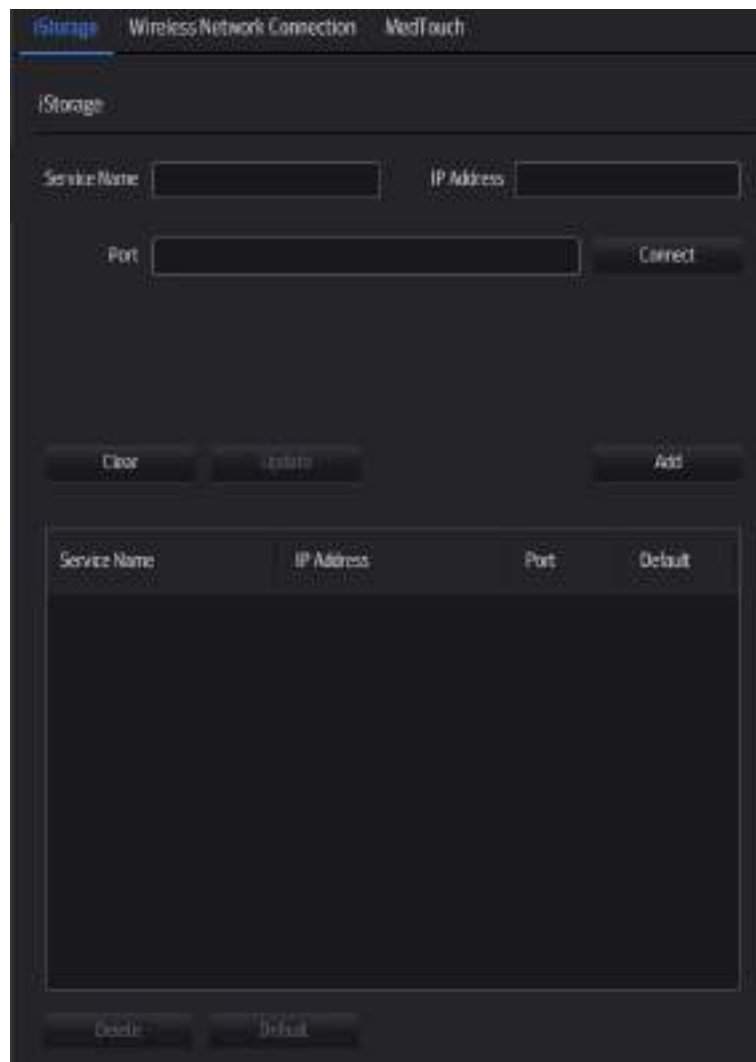 iStorage Wireless Network Connection MedTouch
iStorage
Service Name IP Address
Port Connect
Clear Update Add
Service Name IP Address Port Default
Delete Default